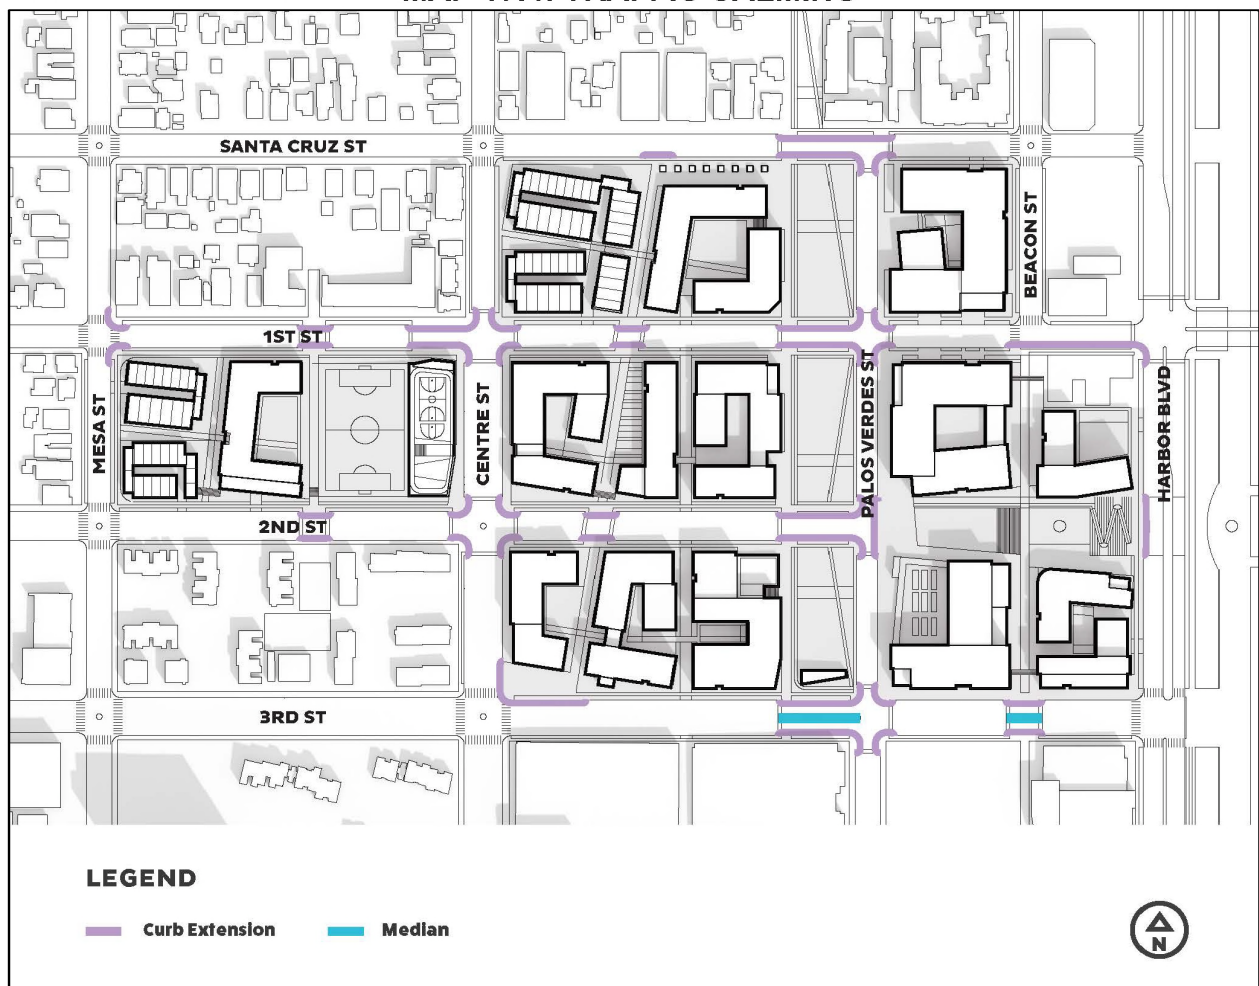 SANTA CRUZ ST
BEACON ST
1ST ST
MESA ST
CENTRE ST
PALOS VERDES ST
HARBOR BLVD
2ND ST
3RD ST
LEGEND
Curb Extension
Median
N